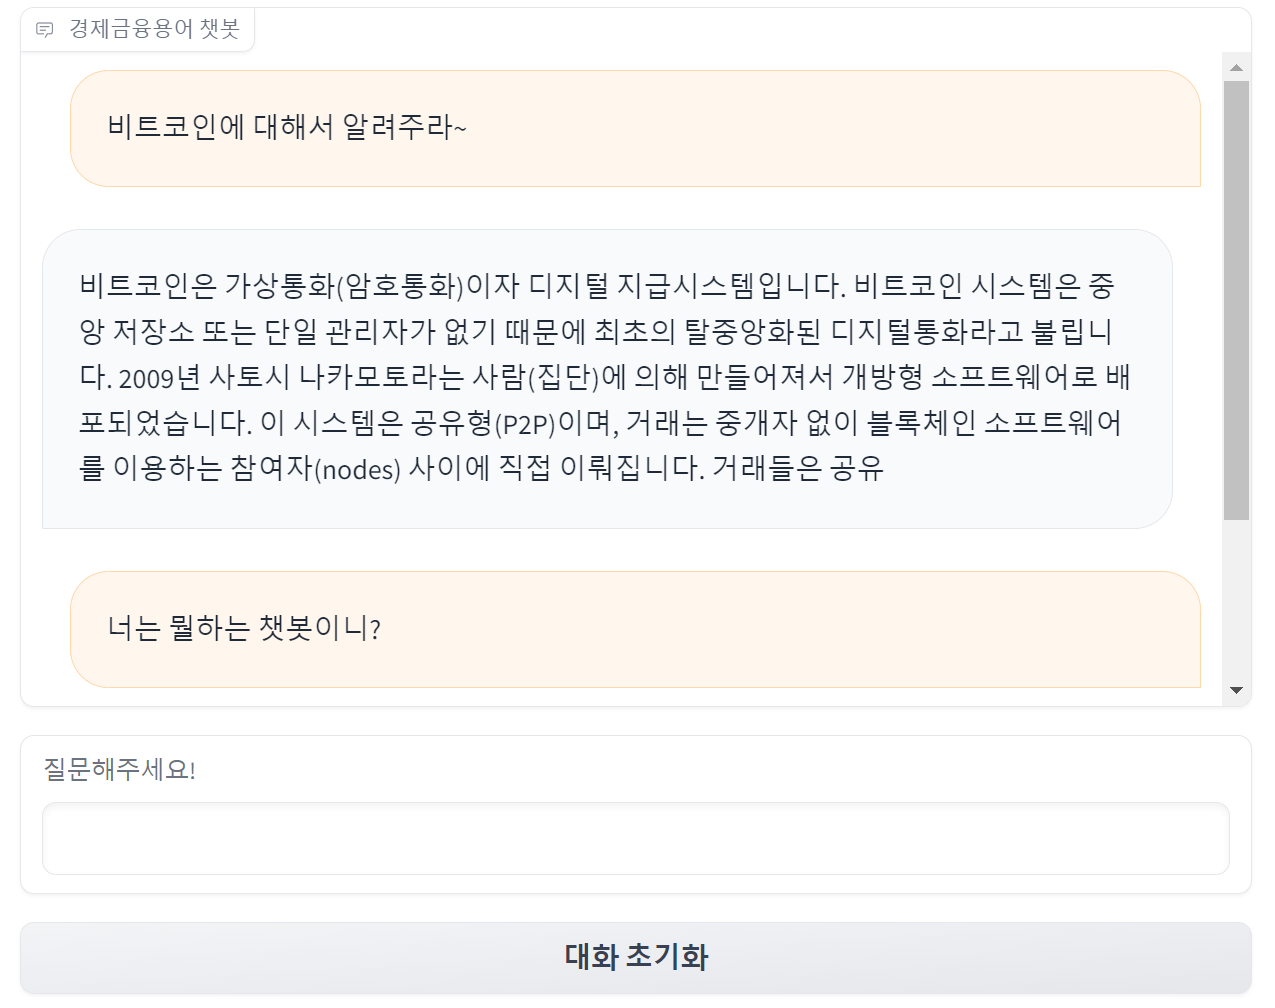 경제금융용어 챗봇
비트코인에 대해서 알려주라~
비트코인은 가상통화(암호통화)이자 디지털 지급시스템입니다. 비트코인 시스템은 중
앙 저장소 또는 단일 관리자가 없기 때문에 최초의 탈중앙화된 디지털통화라고 불립니
다. 2009년 사토시 나카모토라는 사람(집단)에 의해 만들어져서 개방형 소프트웨어로 배
포되었습니다. 이 시스템은 공유형(P2P)이며, 거래는 중개자 없이 블록체인 소프트웨어
를 이용하는 참여자(nodes) 사이에 직접 이뤄집니다. 거래들은 공유
너는 뭘하는 챗봇이니?
질문해주세요!
대화 초기화